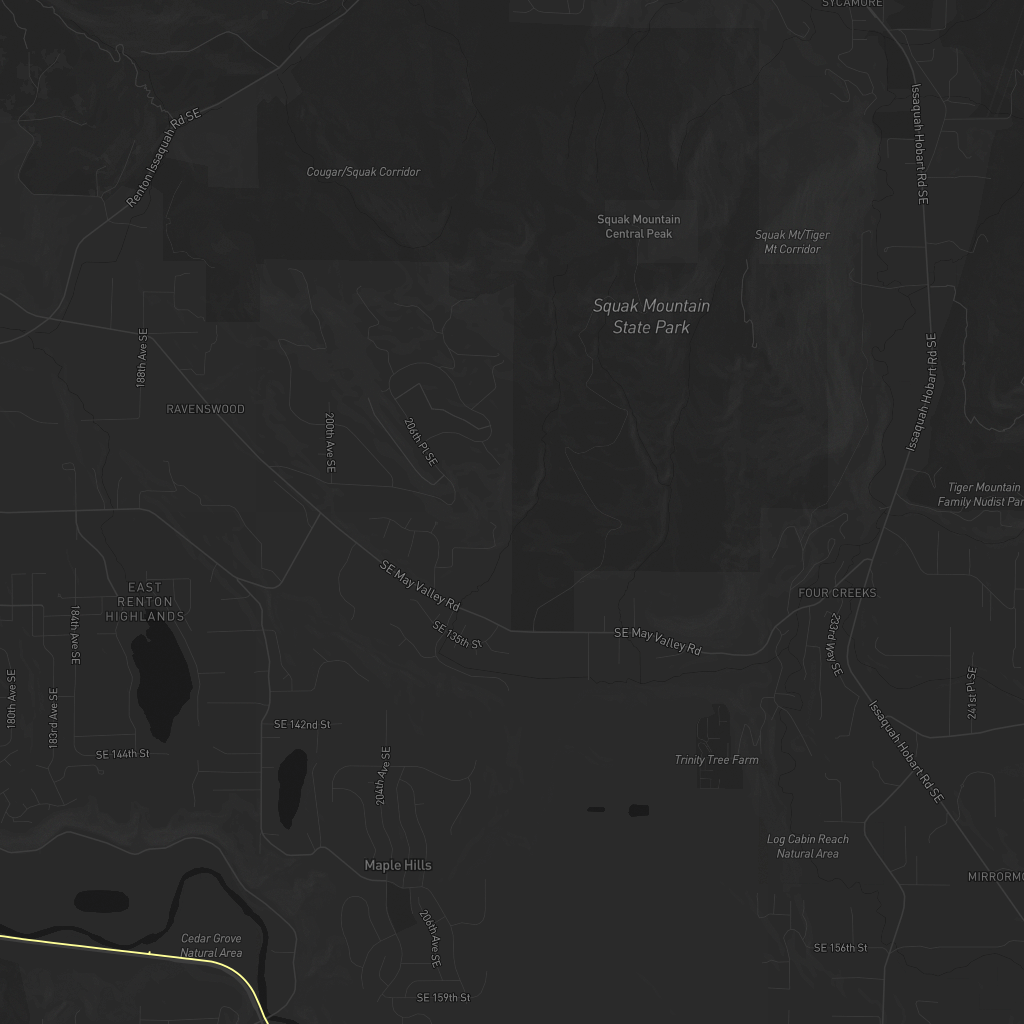 SYCAMORE
Renton Issaquah Rd SE
Issaquah Hobart Rd SE
Cougar/Squak Corridor
Squak Mountain
Central Peak
Squak Mt/Tiger
Mt Corridor
Squak Mountain
State Park
188th Ave SE
Issaquah Hobart Rd SE
RAVENSWOOD
200th Ave SE
206th Pl SE
Tiger Mountain
Family Nudist Par
SE May Valley Rd
EAST
RENTON
HIGHLANDS
FOUR CREEKS
184th Ave SE
SE 135th St
SE May Valley Rd
233rd Way SE
180th Ave SE
183rd Ave SE
241st Pl SE
SE 142nd St
Issaquah Hobart Rd SE
SE 144th St
204th Ave SE
Trinity Tree Farm
Log Cabin Reach
Natural Area
Maple Hills
MIRRORMO
206th Ave SE
Cedar Grove
Natural Area
SE 156th St
SE 159th St